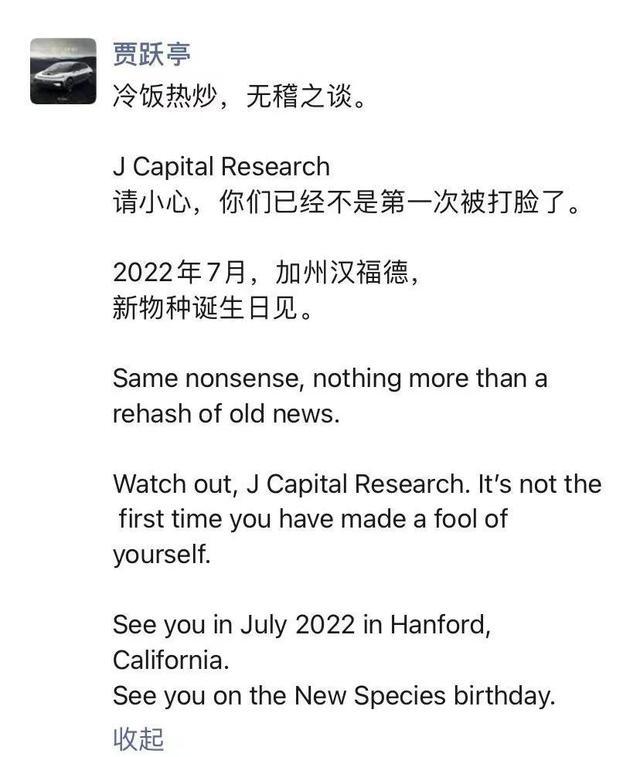 贾跃亭
冷饭热炒，无稽之谈。
J Capital Research
请小心，你们已经不是第一次被打脸了。
2022年7月，加州汉福德，
新物种诞生日见。
Same nonsense, nothing more than a
rehash of old news.
Watch out, J Capital Research. It’s not the
first time you have made a fool of
yourself.
See you in July 2022 in Hanford,
California.
See you on the New Species birthday.
收起